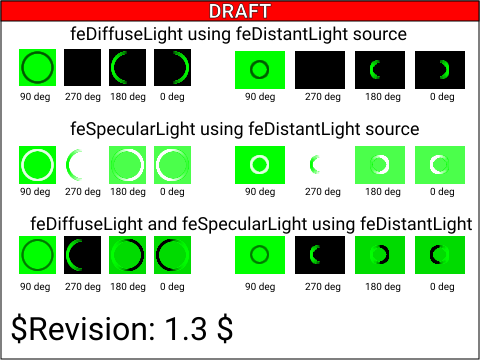 DRAFT
feDiffuseLight using feDistantLight source
90 deg 270 deg 180 deg 0 deg 90 deg 270 deg 180 deg 0 deg
feSpecularLight using feDistantLight source
90 deg 270 deg 180 deg 0 deg 90 deg 270 deg 180 deg 0 deg
feDiffuseLight and feSpecularLight using feDistantLight
90 deg 270 deg 180 deg 0 deg 90 deg 270 deg 180 deg 0 deg
$Revision: 1.3 $